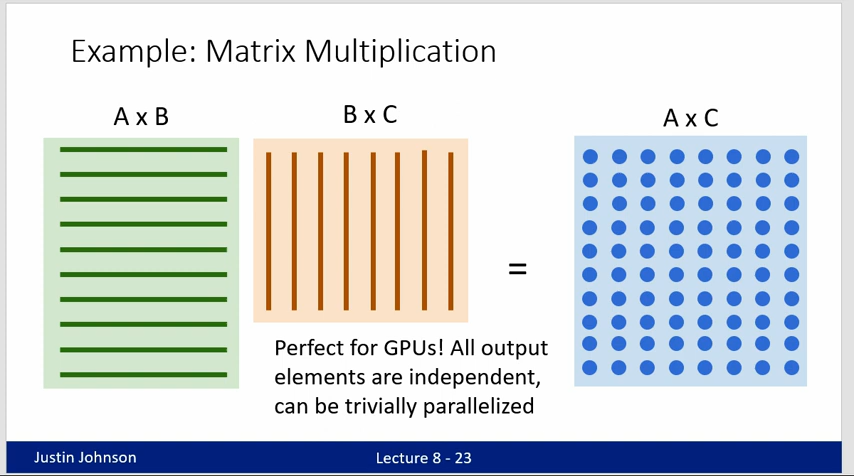 Example: Matrix Multiplication
A x B
B x C
A x C
=
Perfect for GPUs! All output
elements are independent,
can be trivially parallelized
Justin Johnson
Lecture 8 - 23